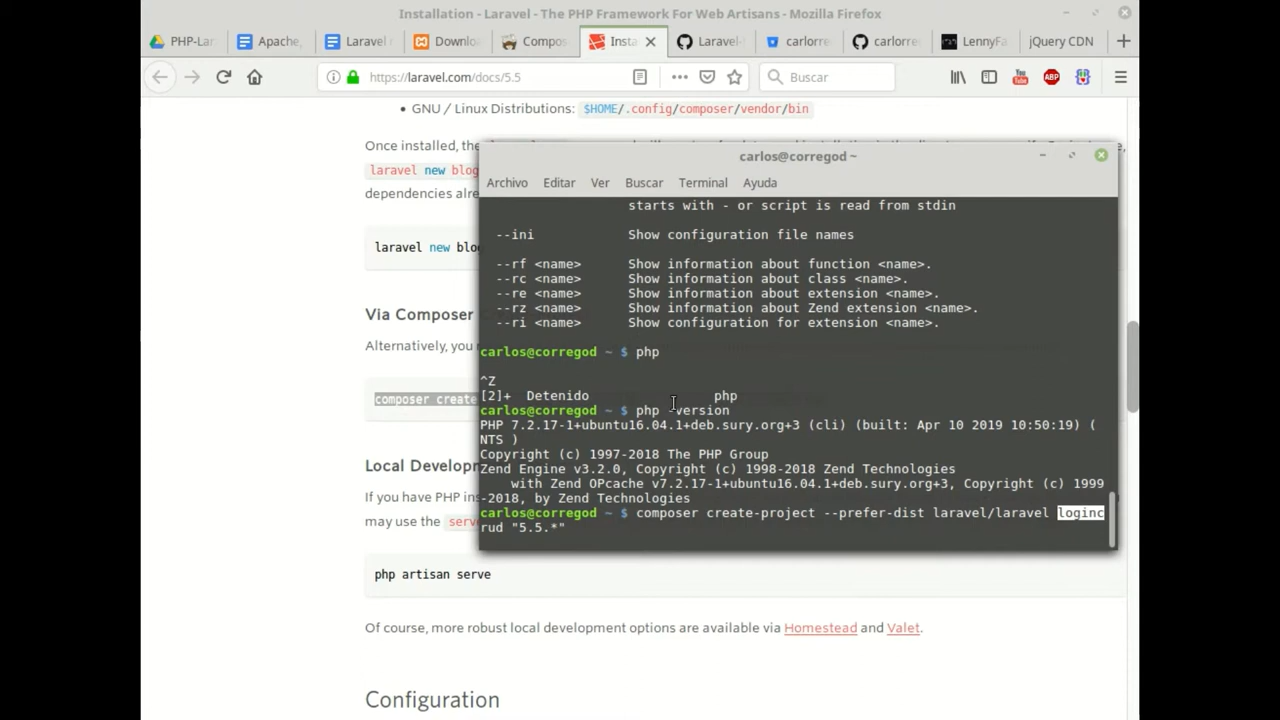 Installation - Laravel - The PHP Framework For Web Artisans - Mozilla Firefox
PHP-Lar Apache, Laravel Downlo Compos Insta Laravel- carlorre carlorre LennyFa jQuery CDN
https://laravel.com/docs/5.5 Buscar
• GNU / Linux Distributions: $HOME/.config/composer/vendor/bin
Once installed, the
laravel new blog
dependencies alre
laravel new blog
Via Composer
Alternatively, you
composer create
Local Developm
If you have PHP ins
may use the serve
php artisan serve
Of course, more robust local development options are available via Homestead and Valet.
Configuration
carlos@corregod ~
Archivo Editar Ver Buscar Terminal Ayuda
starts with - or script is read from stdin
--ini Show configuration file names
--rf <name> Show information about function <name>.
--rc <name> Show information about class <name>.
--re <name> Show information about extension <name>.
--rz <name> Show information about Zend extension <name>.
--ri <name> Show configuration for extension <name>.
carlos@corregod ~ $ php
^Z
[2]+ Detenido php
carlos@corregod ~ $ php version
PHP 7.2.17-1+ubuntu16.04.1+deb.sury.org+3 (cli) (built: Apr 10 2019 10:50:19) (
NTS )
Copyright (c) 1997-2018 The PHP Group
Zend Engine v3.2.0, Copyright (c) 1998-2018 Zend Technologies
with Zend OPcache v7.2.17-1+ubuntu16.04.1+deb.sury.org+3, Copyright (c) 1999
-2018, by Zend Technologies
carlos@corregod ~ $ composer create-project --prefer-dist laravel/laravel loginc
rud "5.5.*"